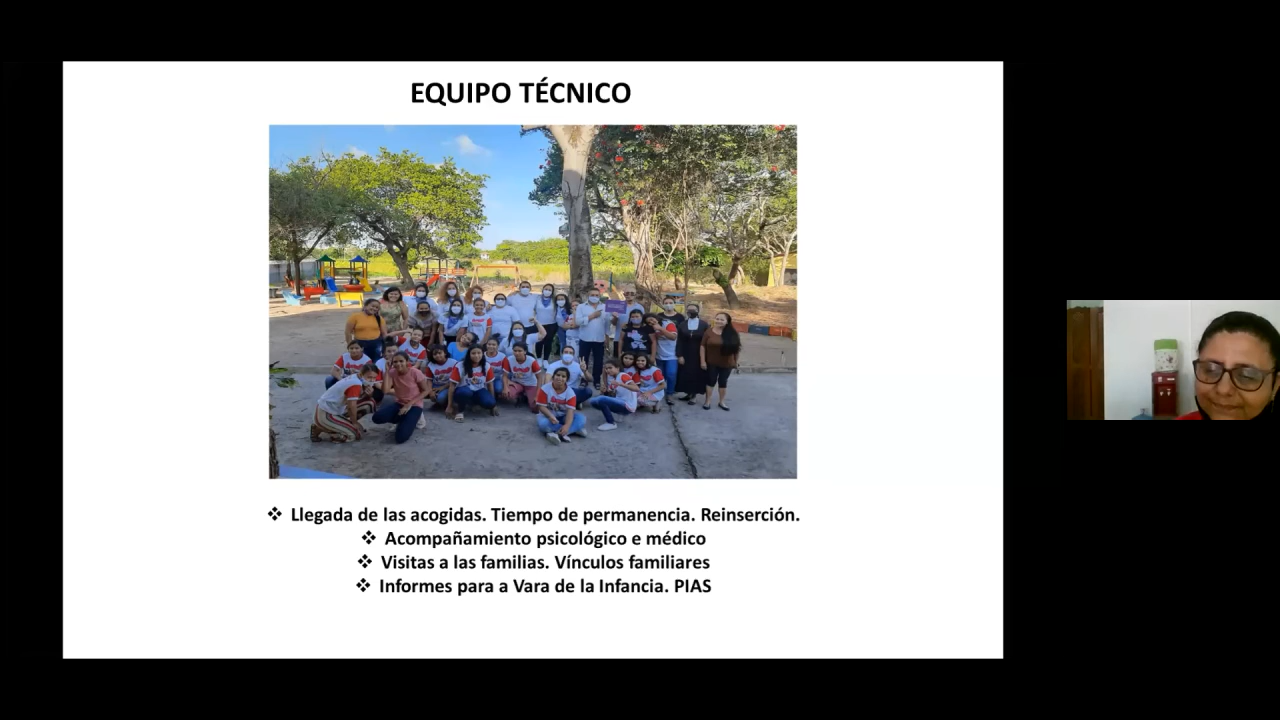 EQUIPO TÉCNICO
❖ Llegada de las acogidas. Tiempo de permanencia. Reinserción.
❖ Acompañamiento psicológico e médico
❖ Visitas a las familias. Vínculos familiares
❖ Informes para a Vara de la Infancia. PIAS